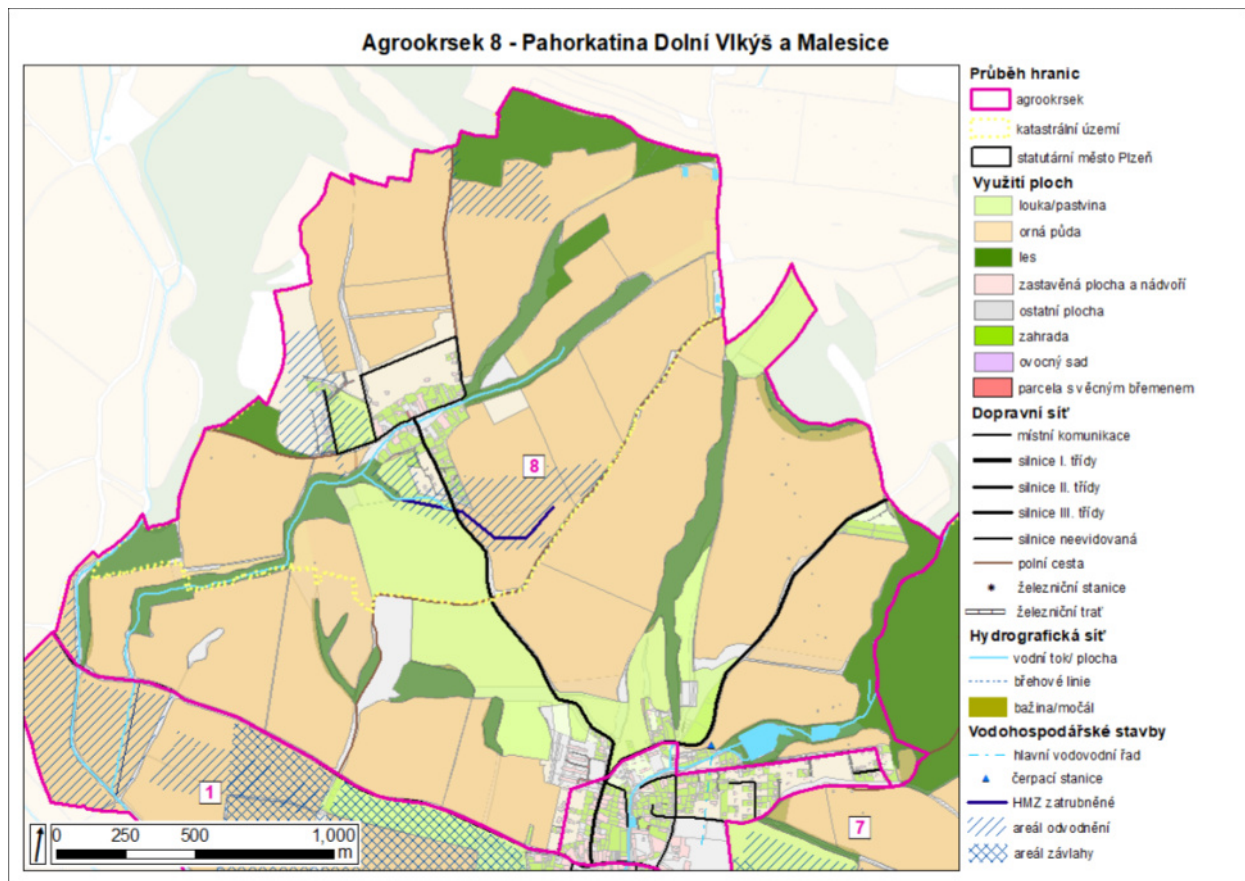 Agrookrsek 8 - Pahorkatina Dolní Vlkýš a Malesice
Průběh hranic
agrookrsek
katastrální území
statutární město Plzeň
Využití ploch
louka/pastvina
orná půda
les
zastavěná plocha a nádvoří
ostatní plocha
zahrada
ovocný sad
parcela s věcným břemenem
Dopravní síť
místní komunikace
silnice I. třídy
silnice II. třídy
silnice III. třídy
silnice neevidovaná
polní cesta
železniční stanice
železniční trať
Hydrografická síť
vodní tok/ plocha
břehové linie
bažina/močál
Vodohospodářské stavby
hlavní vodovodní řad
čerpací stanice
HMZ zatrubněné
areál odvodnění
areál závlahy
8
1
7
0 250 500 1,000
m